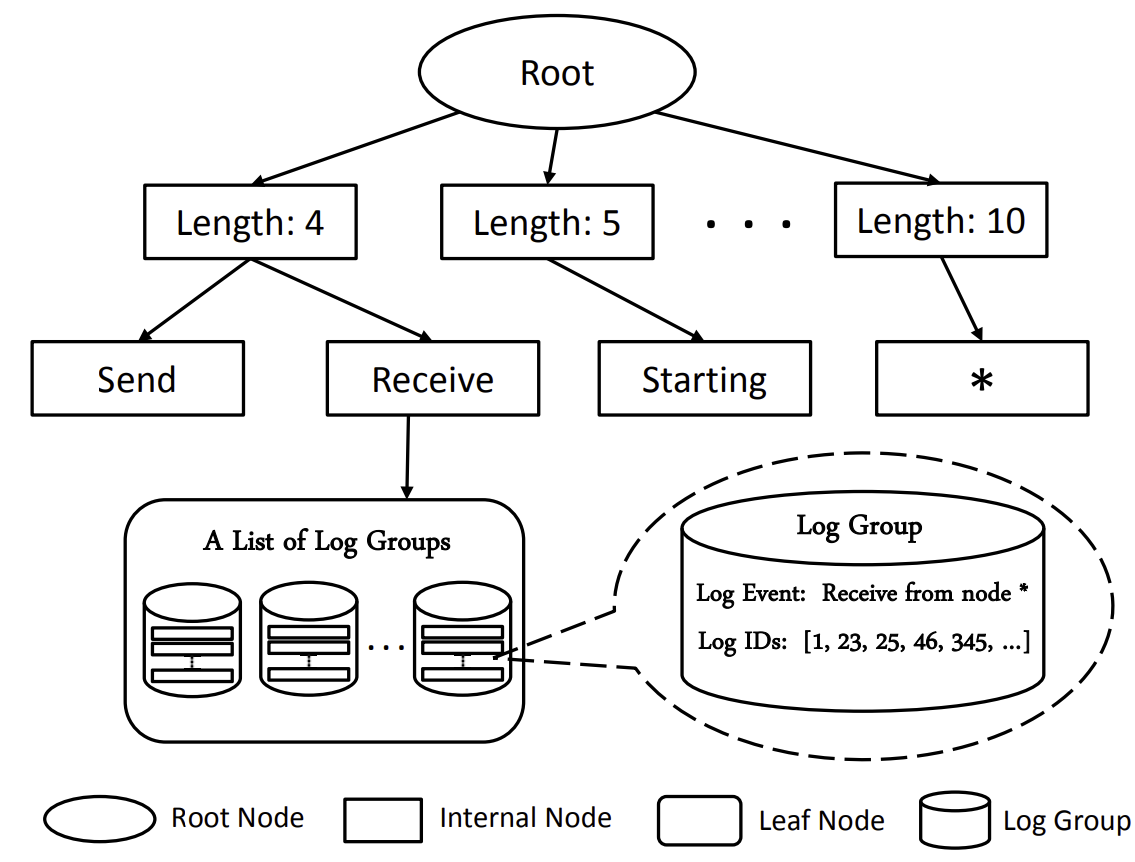 Root
Length: 4
Length: 5
. . .
Length: 10
Send
Receive
Starting
*
A List of Log Groups
...
Log Group
Log Event: Receive from node *
Log IDs: [1, 23, 25, 46, 345, ...]
Root Node
Internal Node
Leaf Node
Log Group